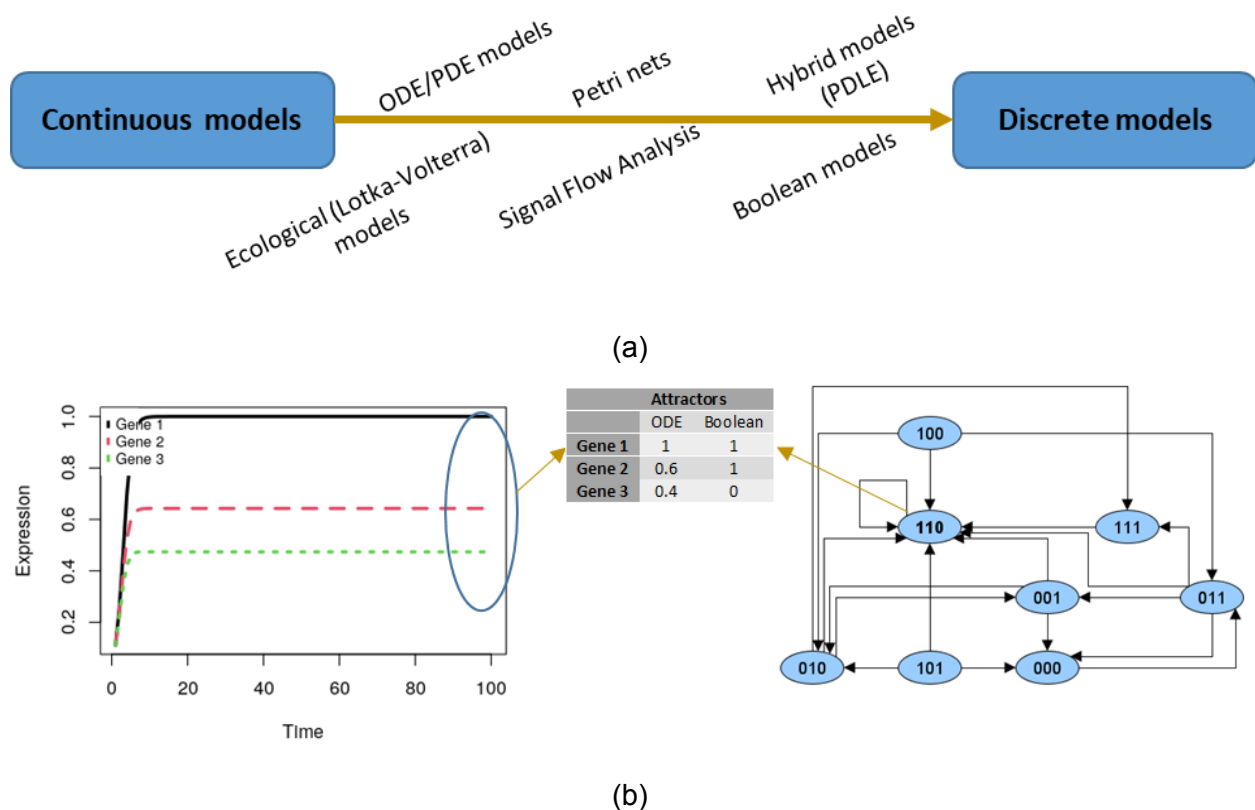 Continuous models
ODE/PDE models
Petri nets
Hybrid models
(PDLE)
Discrete models
Ecological (Lotka-Volterra)
models
Signal Flow Analysis
Boolean models
(a)
Expression
1.0
0.8
0.6
0.4
0.2
Gene 1
Gene 2
Gene 3
0 20 40 60 80 100
Time
Attractors
ODE Boolean
Gene 1 1 1
Gene 2 0.6 1
Gene 3 0.4 0
100
110 111
001 011
010 101 000
(b)